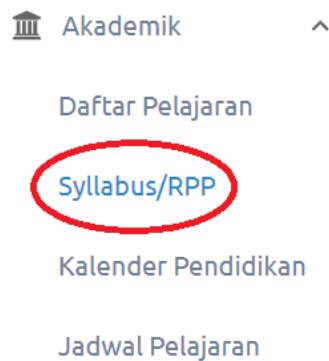 Akademik
Daftar Pelajaran
Syllabus/RPP
Kalender Pendidikan
Jadwal Pelajaran